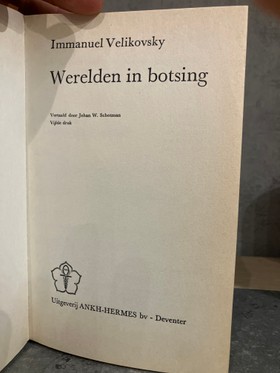 Immanuel Velikovsky
Werelden in botsing
Vertaald door Johan W. Schotman
Vijfde druk
Uitgeverij ANKH-HERMES bv - Deventer